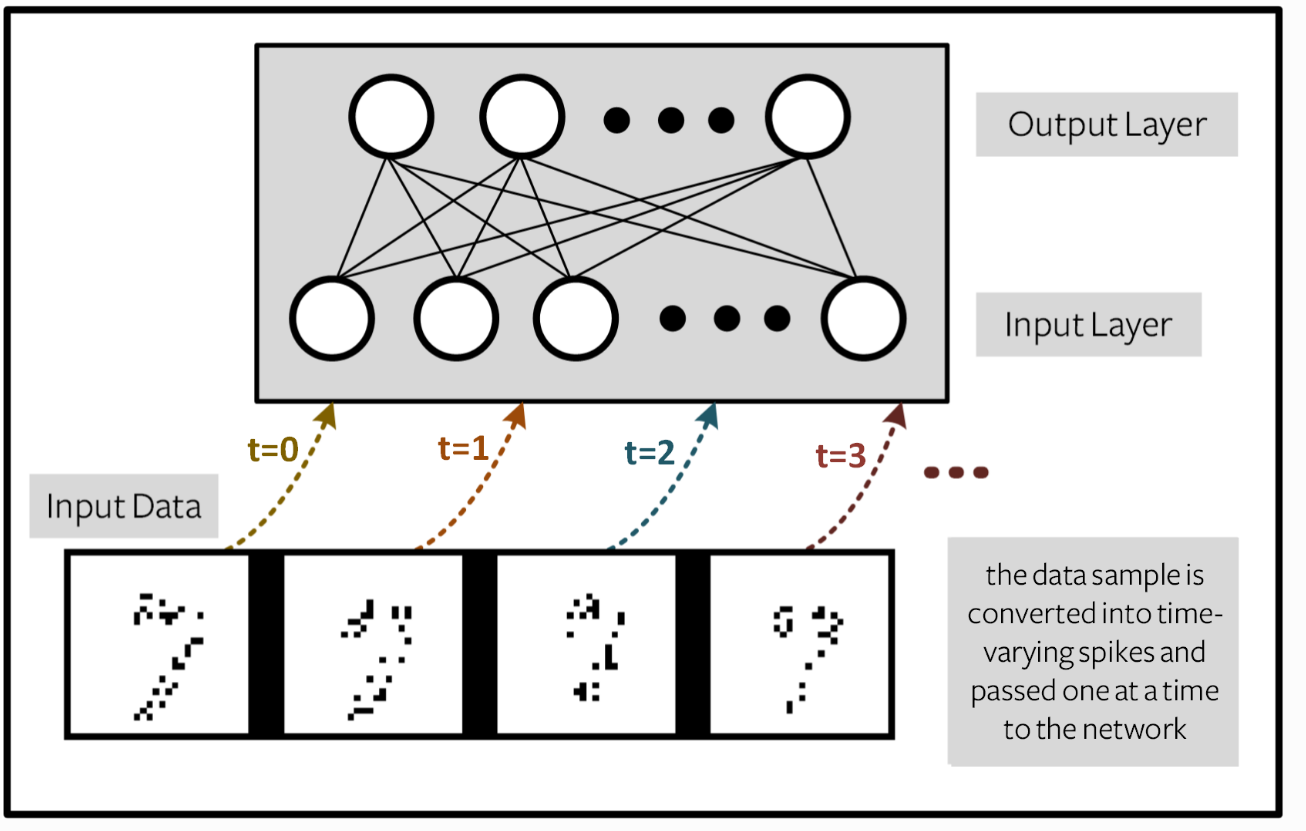 Output Layer
Input Layer
t=0
t=1
t=2
t=3
Input Data
the data sample is
converted into time-
varying spikes and
passed one at a time
to the network